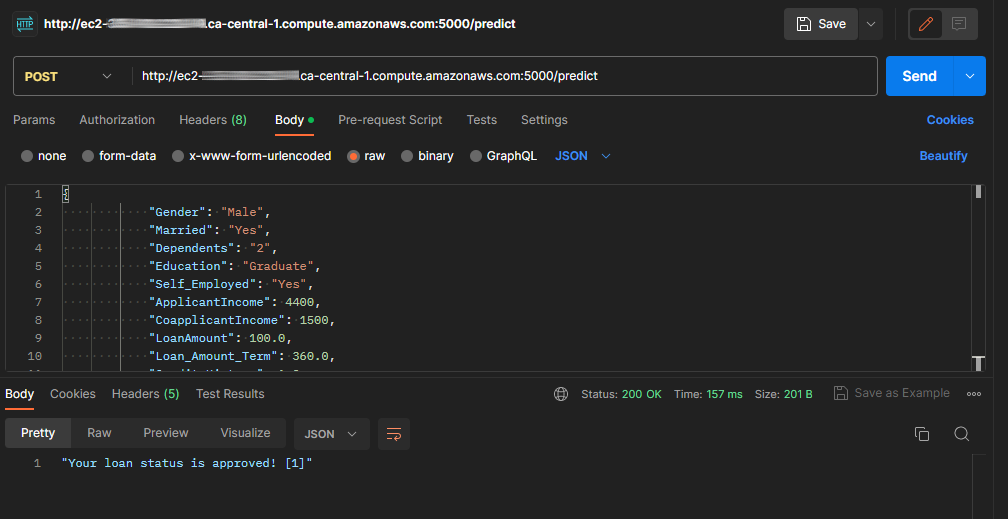 HTTP http://ec2- .ca-central-1.compute.amazonaws.com:5000/predict Save
POST http://ec2- .ca-central-1.compute.amazonaws.com:5000/predict Send
Params Authorization Headers (8) Body Pre-request Script Tests Settings Cookies
none form-data x-www-form-urlencoded raw binary GraphQL JSON Beautify
1 {
2 "Gender": "Male",
3 "Married": "Yes",
4 "Dependents": "2",
5 "Education": "Graduate",
6 "Self_Employed": "Yes",
7 "ApplicantIncome": 4400,
8 "CoapplicantIncome": 1500,
9 "LoanAmount": 100.0,
10 "Loan_Amount_Term": 360.0,
Body Cookies Headers (5) Test Results Status: 200 OK Time: 157 ms Size: 201 B Save as Example
Pretty Raw Preview Visualize JSON
1 "Your loan status is approved! [1]"